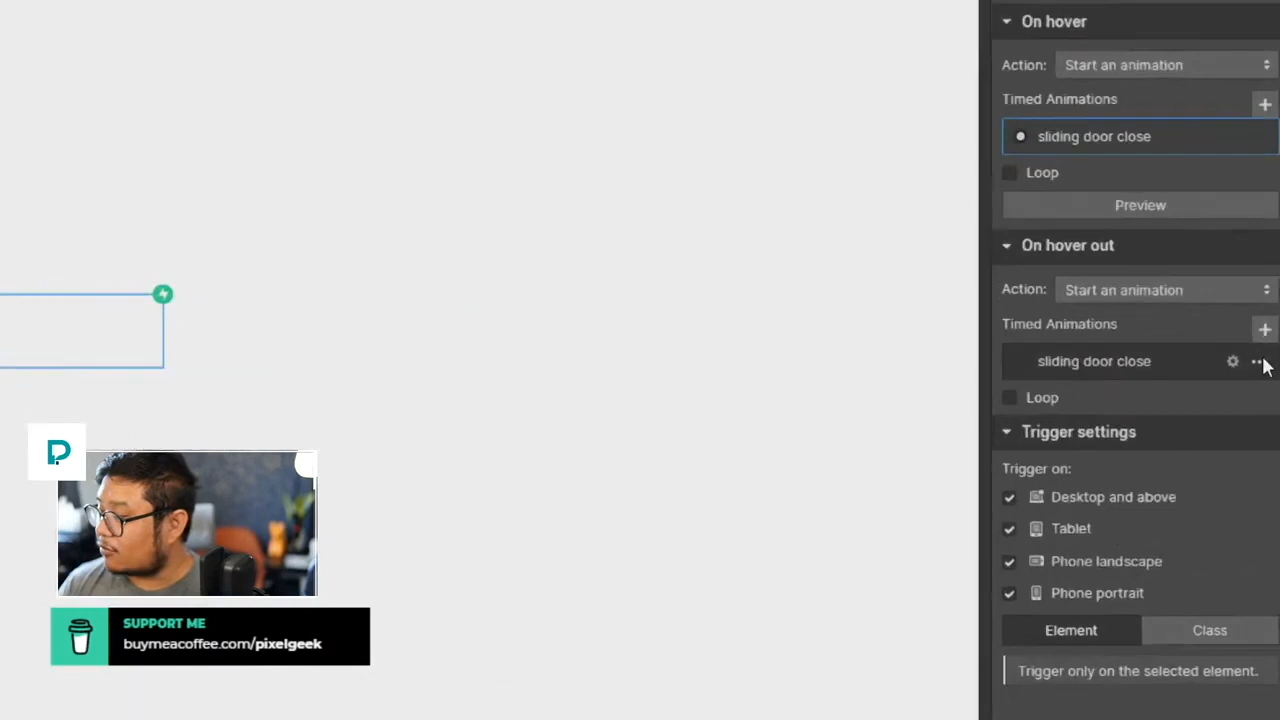 On hover
Action: Start an animation
Timed Animations
sliding door close
Loop
Preview
On hover out
Action: Start an animation
Timed Animations
sliding door close
Loop
Trigger settings
Trigger on:
Desktop and above
Tablet
Phone landscape
Phone portrait
Element Class
Trigger only on the selected element.
SUPPORT ME
buymeacoffee.com/pixelgeek